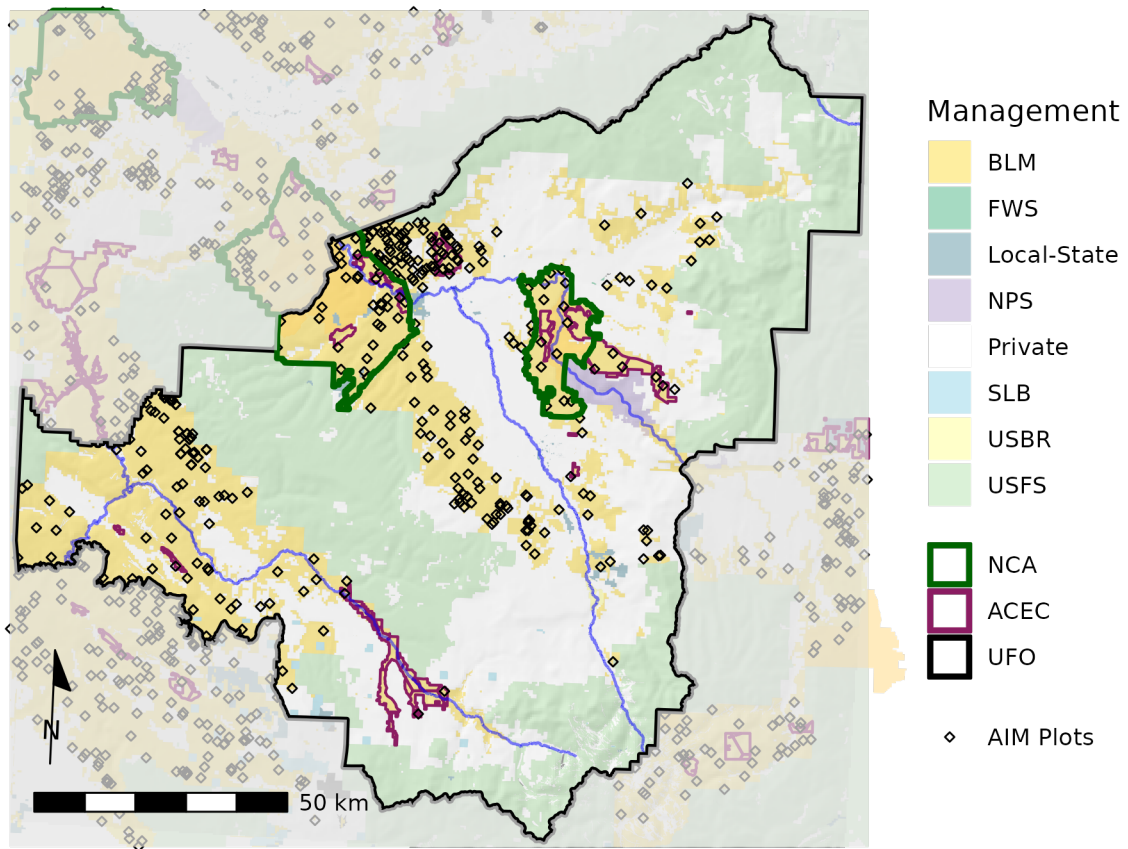 Management
BLM
FWS
Local-State
NPS
Private
SLB
USBR
USFS
NCA
ACEC
UFO
AIM Plots
N
50 km